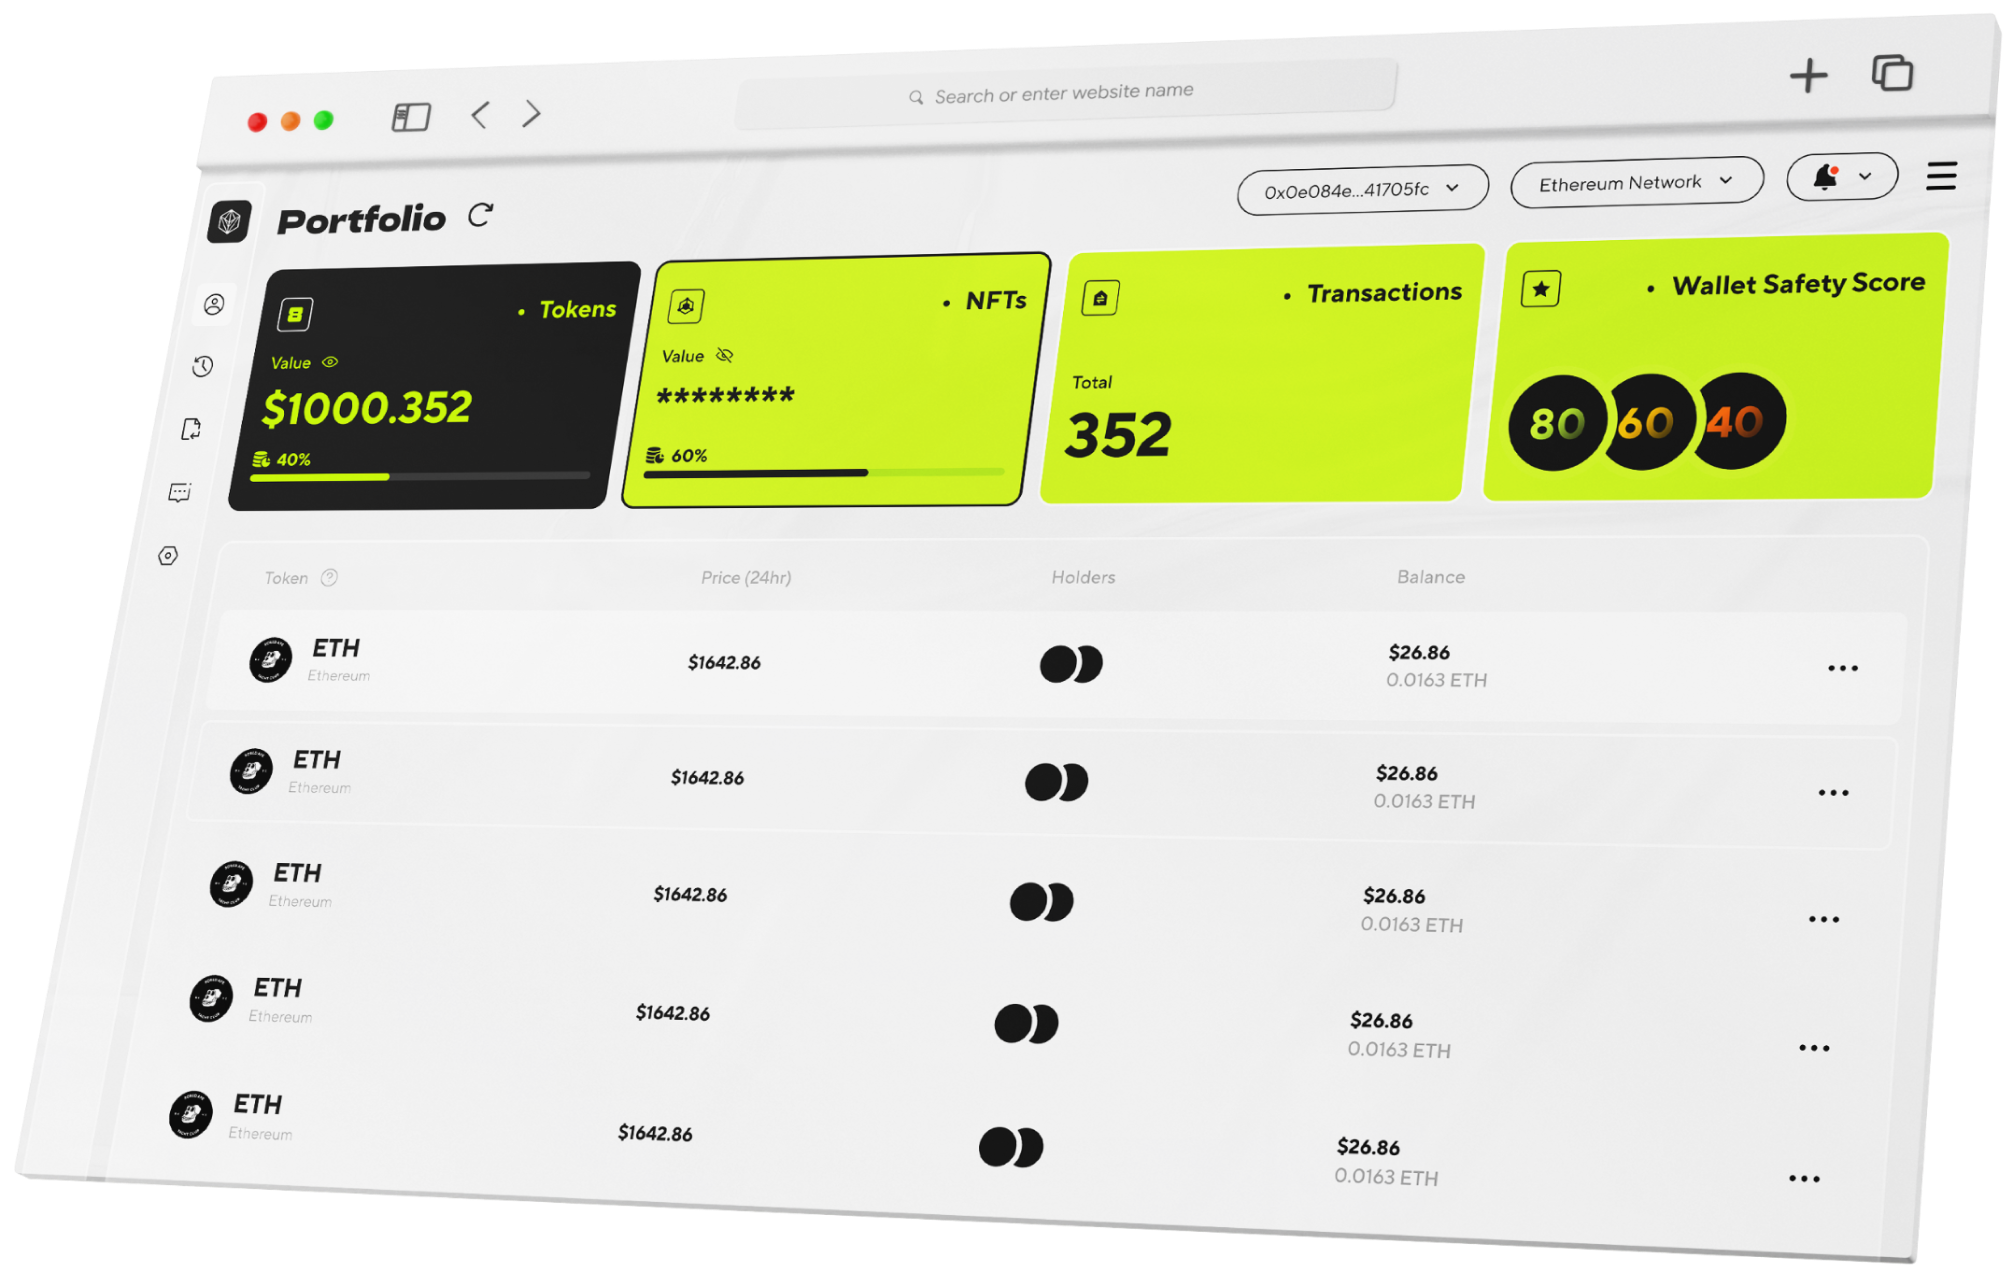 Search or enter website name
Portfolio
0x0e084e...41705fc
Ethereum Network
• Tokens
Value
$1000.352
40%
• NFTs
Value
********
60%
• Transactions
Total
352
• Wallet Safety Score
80 60 40
Token Price (24hr) Holders Balance
ETH
Ethereum
$1642.86
$26.86
0.0163 ETH
ETH
Ethereum
$1642.86
$26.86
0.0163 ETH
ETH
Ethereum
$1642.86
$26.86
0.0163 ETH
ETH
Ethereum
$1642.86
$26.86
0.0163 ETH
ETH
Ethereum
$1642.86
$26.86
0.0163 ETH